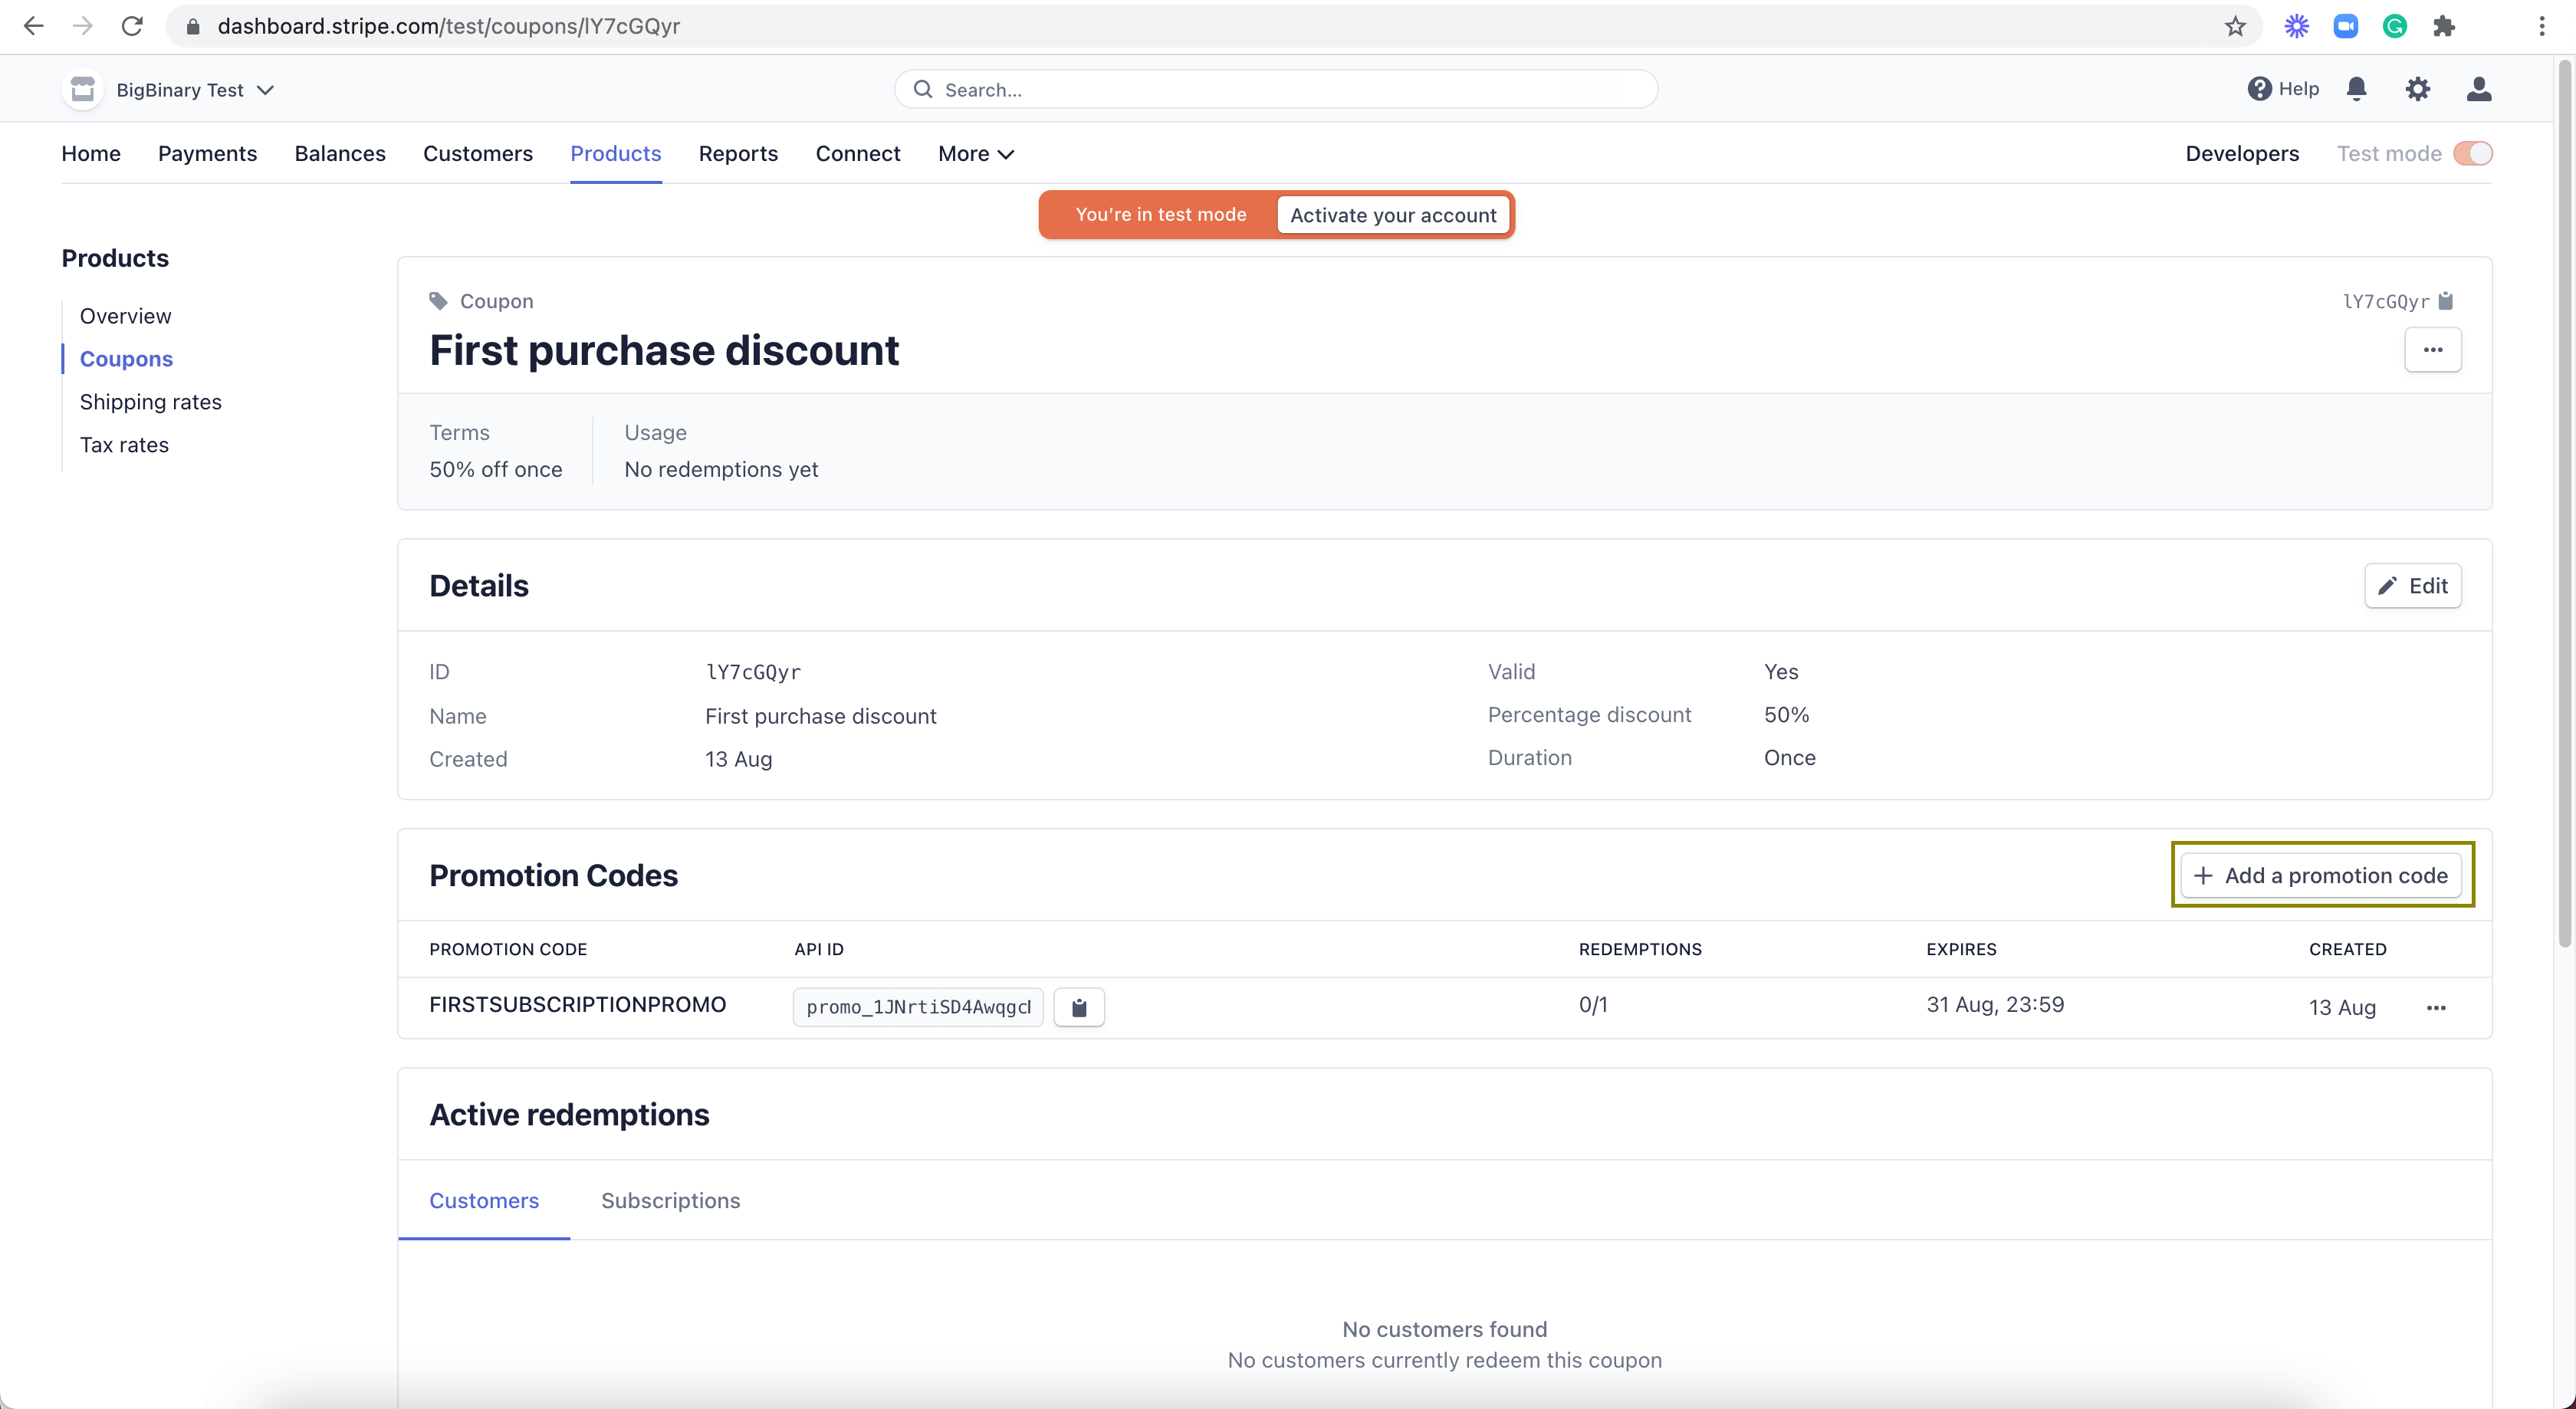 dashboard.stripe.com/test/coupons/lY7cGQyr
BigBinary Test
Search...
Help
Home Payments Balances Customers Products Reports Connect More Developers Test mode
You’re in test mode Activate your account
Products
Overview
Coupons
Shipping rates
Tax rates
Coupon
lY7cGQyr
First purchase discount
Terms Usage
50% off once No redemptions yet
Details
Edit
ID lY7cGQyr Valid Yes
Name First purchase discount Percentage discount 50%
Created 13 Aug Duration Once
Promotion Codes
+ Add a promotion code
PROMOTION CODE API ID REDEMPTIONS EXPIRES CREATED
FIRSTSUBSCRIPTIONPROMO 0/1 31 Aug, 23:59 13 Aug
Active redemptions
Customers Subscriptions
No customers found
No customers currently redeem this coupon